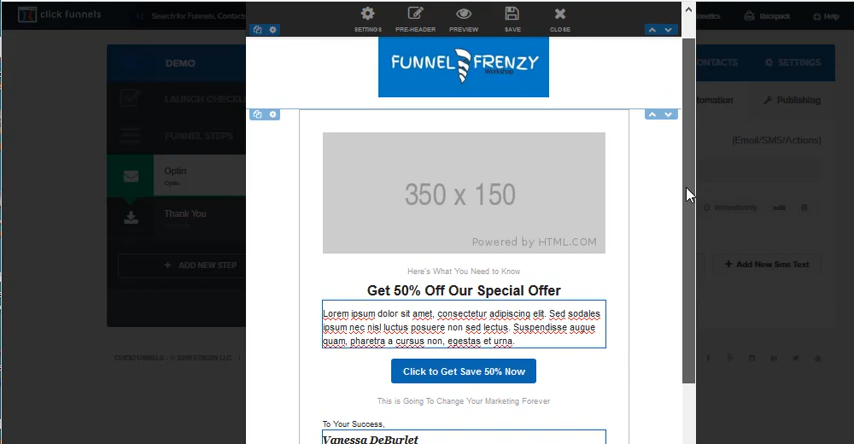 click funnels
Search for Funnels, Contacts
Backpack
Help
SETTINGS
PRE-HEADER
PREVIEW
SAVE
CLOSE
DEMO
CONTACTS
SETTINGS
FUNNEL FRENZY
Workshop
LAUNCH CHECKL
Publishing
FUNNEL STEPS
(Email/SMS/Actions)
Optin
Optin
Thank You
Immediately
edit
350 x 150
Powered by HTML.COM
+ ADD NEW STEP
+ Add New Sms Text
Here's What You Need to Know
Get 50% Off Our Special Offer
Lorem ipsum dolor sit amet, consectetur adipiscing elit. Sed sodales
ipsum nec nisl luctus posuere non sed lectus. Suspendisse augue
quam, pharetra a cursus non, egestas et urna.
Click to Get Save 50% Now
This is Going To Change Your Marketing Forever
To Your Success,
Vanessa DeBurlet